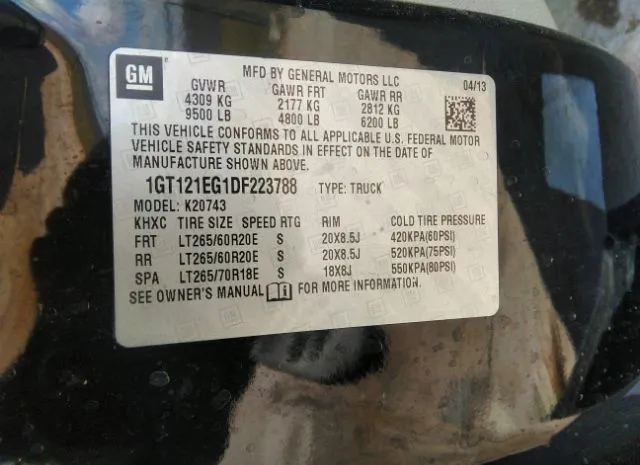 GM
MFD BY GENERAL MOTORS LLC
04/13
GVWR GAWR FRT GAWR RR
4309 KG 2177 KG 2812 KG
9500 LB 4800 LB 6200 LB
THIS VEHICLE CONFORMS TO ALL APPLICABLE U.S. FEDERAL MOTOR
VEHICLE SAFETY STANDARDS IN EFFECT ON THE DATE OF
MANUFACTURE SHOWN ABOVE.
1GT121EG1DF223788 TYPE: TRUCK
MODEL: K20743
KHXC TIRE SIZE SPEED RTG RIM COLD TIRE PRESSURE
FRT LT265/60R20E S 20X8.5J 420KPA(60PSI)
RR LT265/60R20E S 20X8.5J 520KPA(75PSI)
SPA LT265/70R18E S 18X8J 550KPA(80PSI)
SEE OWNER'S MANUAL FOR MORE INFORMATION.